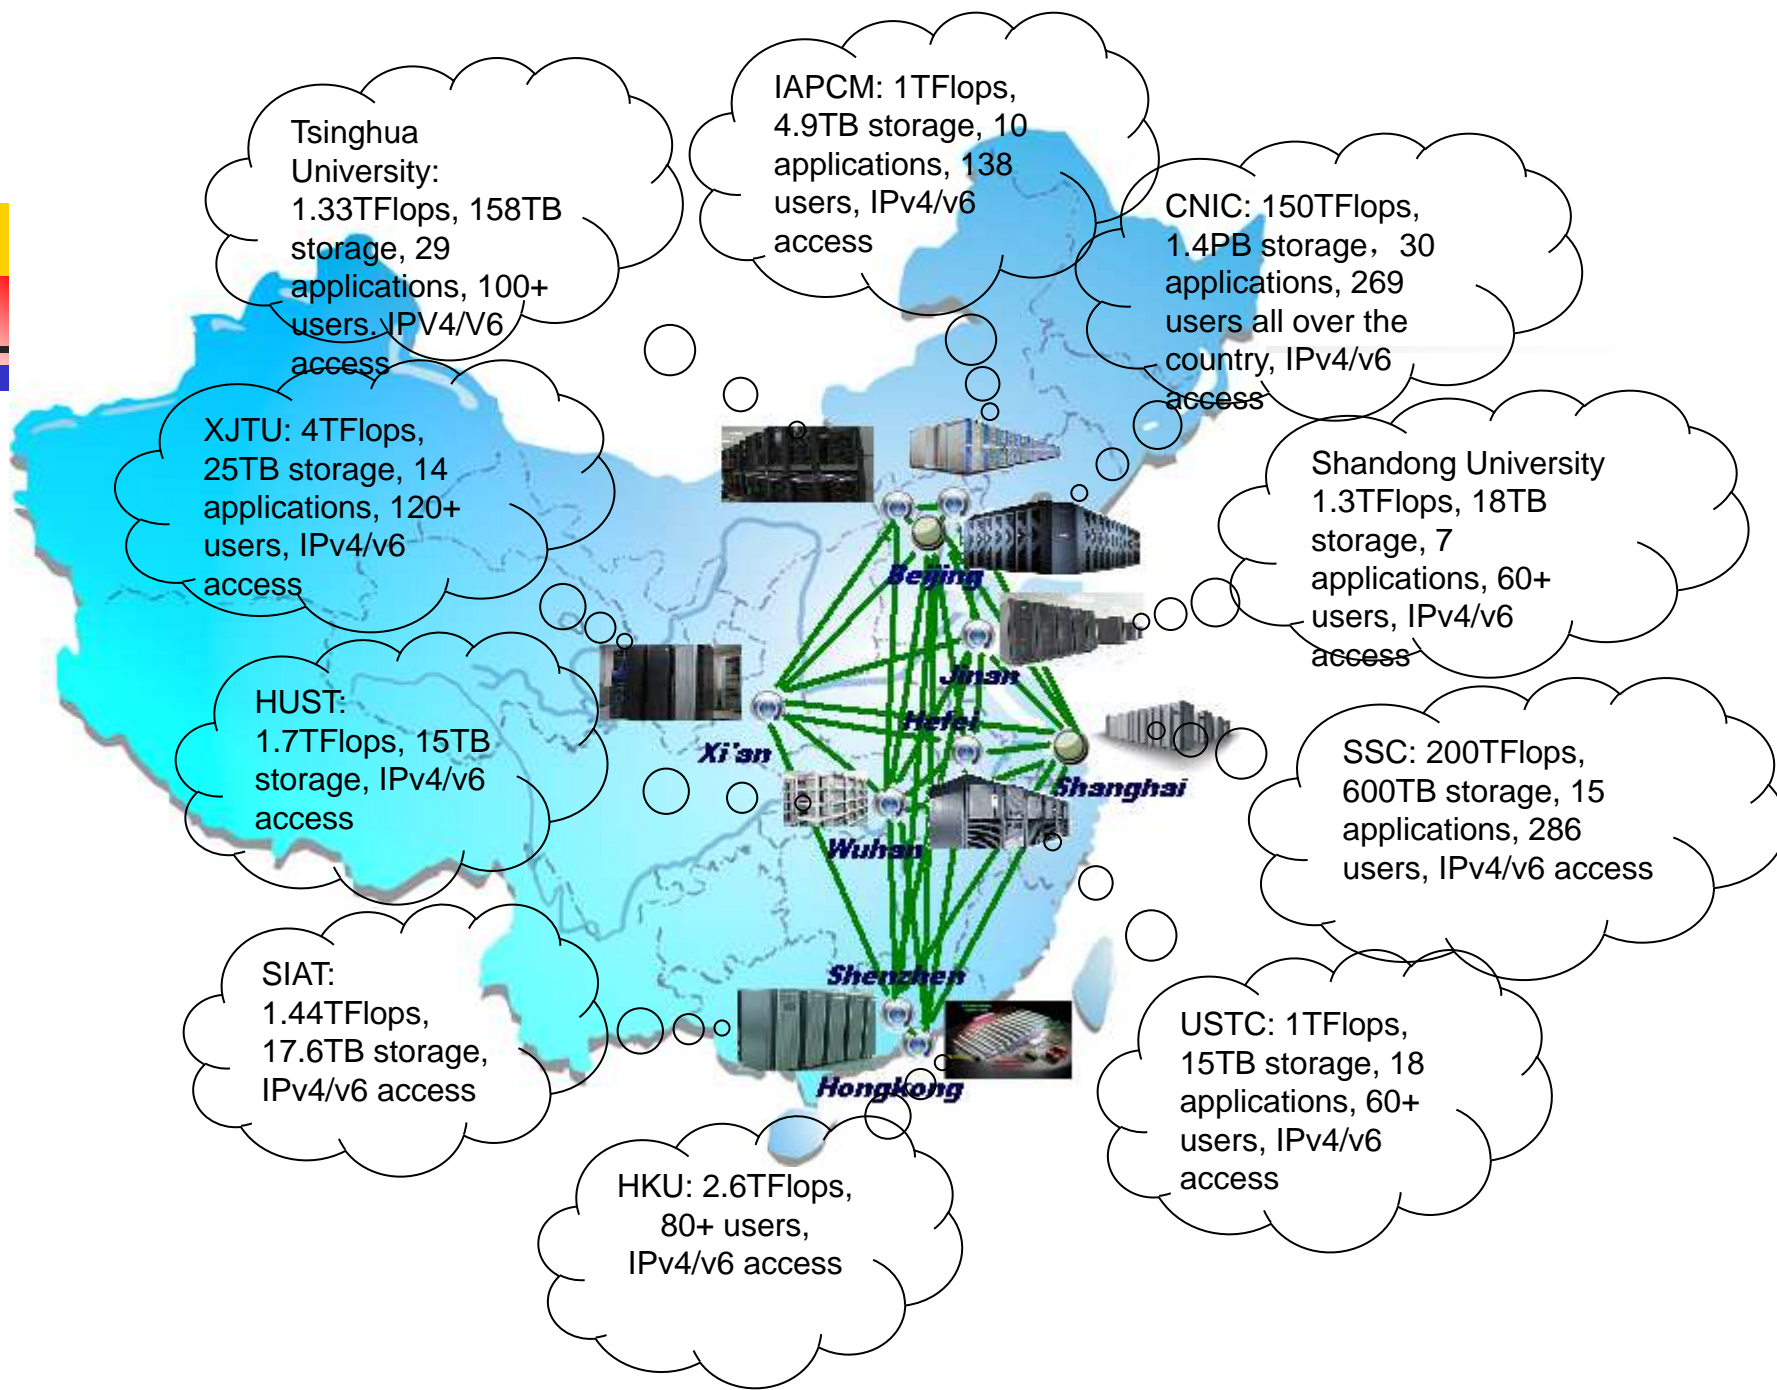 Tsinghua
University:
1.33TFlops, 158TB
storage, 29
applications, 100+
users. IPV4/V6
access
IAPCM: 1TFlops,
4.9TB storage, 10
applications, 138
users, IPv4/v6
access
CNIC: 150TFlops,
1.4PB storage，30
applications, 269
users all over the
country, IPv4/v6
access
XJTU: 4TFlops,
25TB storage, 14
applications, 120+
users, IPv4/v6
access
Shandong University
1.3TFlops, 18TB
storage, 7
applications, 60+
users, IPv4/v6
access
HUST:
1.7TFlops, 15TB
storage, IPv4/v6
access
SSC: 200TFlops,
600TB storage, 15
applications, 286
users, IPv4/v6 access
SIAT:
1.44TFlops,
17.6TB storage,
IPv4/v6 access
USTC: 1TFlops,
15TB storage, 18
applications, 60+
users, IPv4/v6
access
HKU: 2.6TFlops,
80+ users,
IPv4/v6 access
Beijing
Jinan
Hefei
Xi'an
Shanghai
Wuhan
Shenzhen
Hongkong